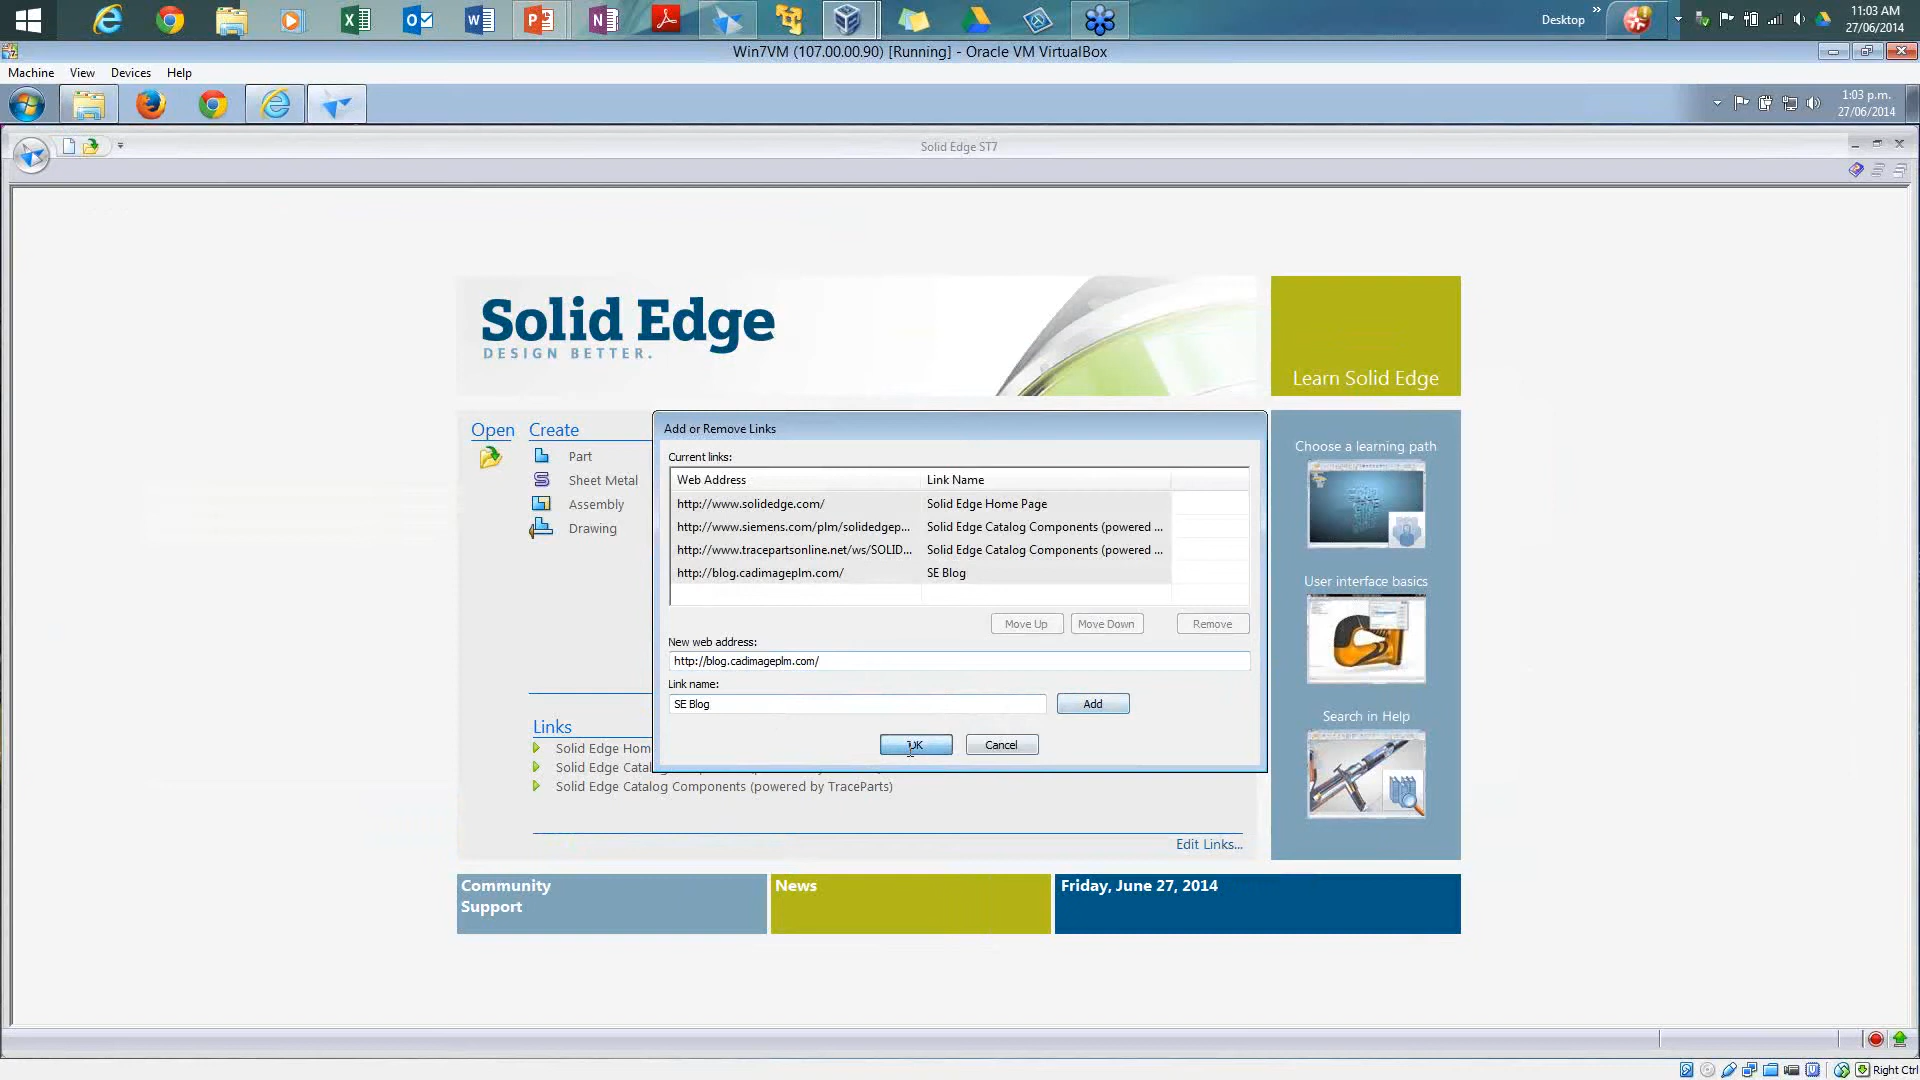 Desktop
»
11:03 AM
27/06/2014
Win7VM (107.00.00.90) [Running] - Oracle VM VirtualBox
Machine View Devices Help
1:03 p.m.
27/06/2014
Solid Edge ST7
Solid Edge
DESIGN BETTER.
Learn Solid Edge
Open
Create
Part
Sheet Metal
Assembly
Drawing
Add or Remove Links
Current links:
Web Address Link Name
http://www.solidedge.com/ Solid Edge Home Page
http://www.siemens.com/plm/solidedgep... Solid Edge Catalog Components (powered ...
http://www.tracepartsonline.net/ws/SOLID... Solid Edge Catalog Components (powered ...
http://blog.cadimageplm.com/ SE Blog
Move Up Move Down Remove
New web address:
http://blog.cadimageplm.com/
Link name:
SE Blog Add
OK Cancel
Links
Solid Edge Hom
Solid Edge Catal
Solid Edge Catalog Components (powered by TraceParts)
Edit Links...
Choose a learning path
User interface basics
Search in Help
Community
Support
News
Friday, June 27, 2014
Right Ctrl